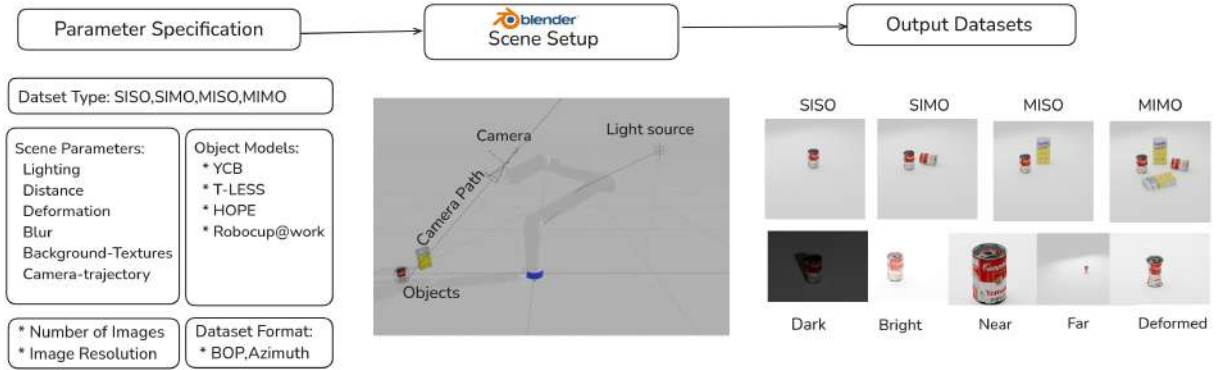 Parameter Specification
blender
Scene Setup
Output Datasets
Datset Type: SISO,SIMO,MISO,MIMO
Scene Parameters:
Lighting
Distance
Deformation
Blur
Background-Textures
Camera-trajectory
Object Models:
* YCB
* T-LESS
* HOPE
* Robocup@work
* Number of Images
* Image Resolution
Dataset Format:
* BOP,Azimuth
Camera
Light source
Camera Path
Objects
SISO
SIMO
MISO
MIMO
Dark
Bright
Near
Far
Deformed